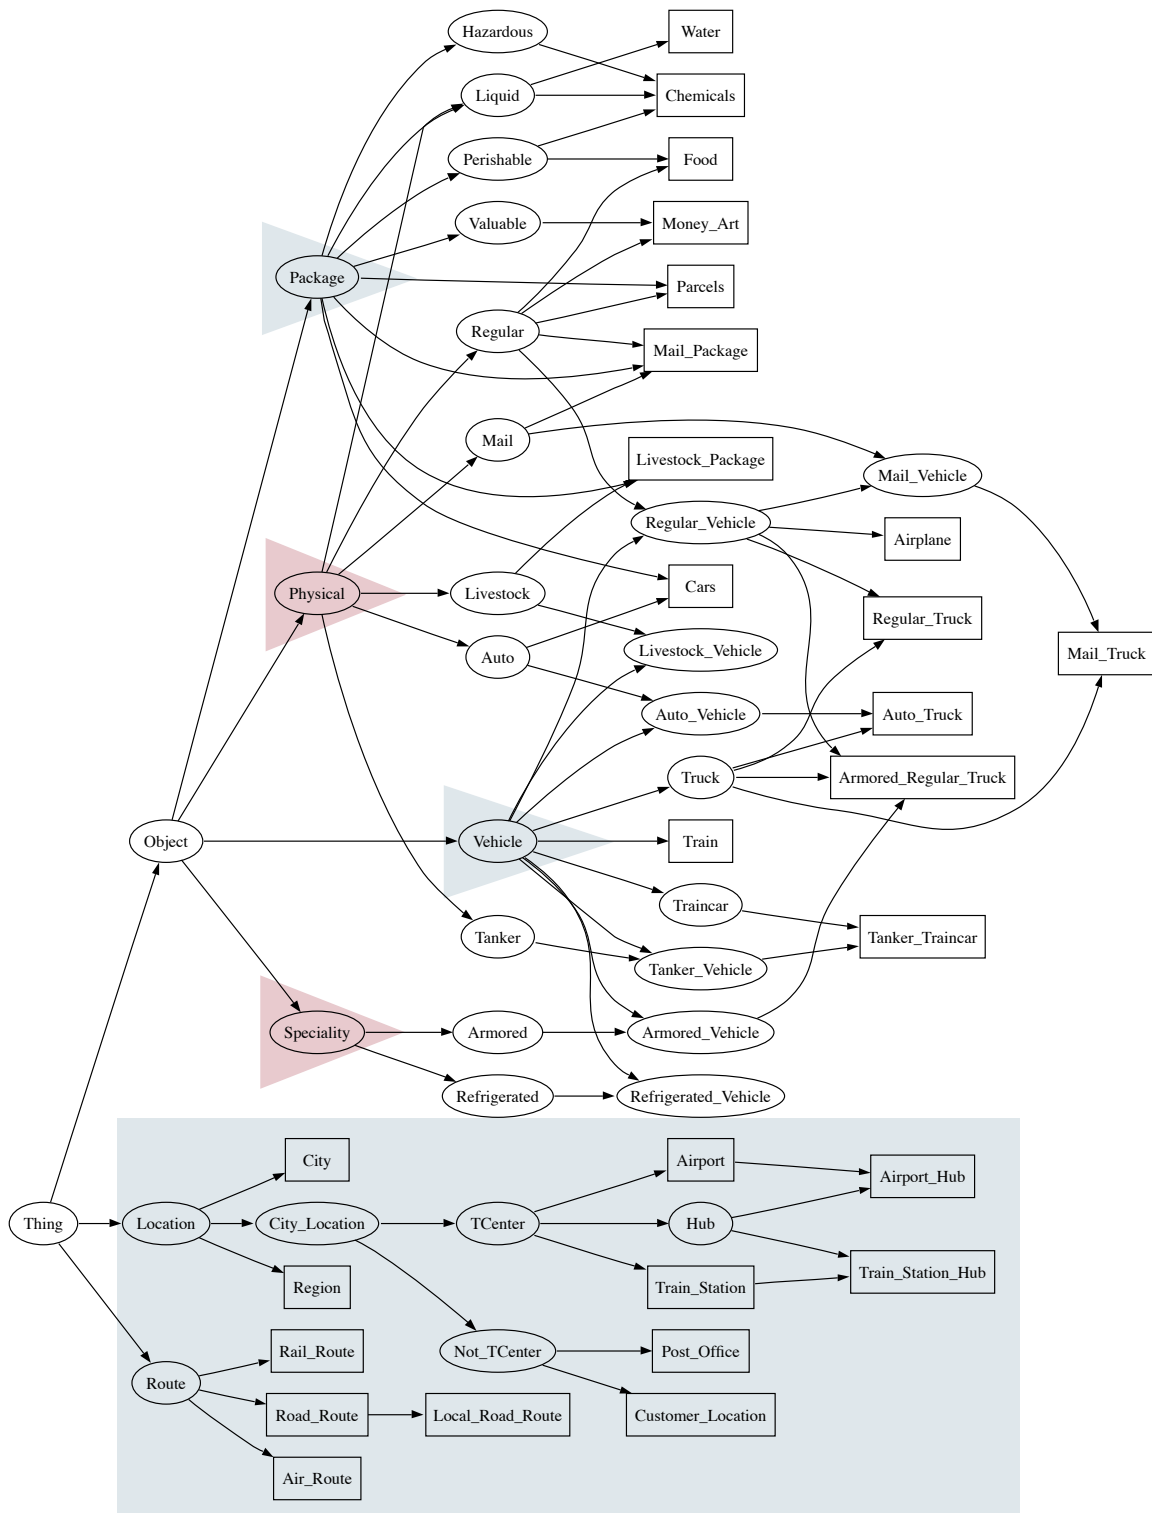 Hazardous
Water
Liquid
Chemicals
Perishable
Food
Valuable
Money_Art
Package
Parcels
Regular
Mail_Package
Mail
Livestock_Package
Mail_Vehicle
Regular_Vehicle
Airplane
Physical
Livestock
Cars
Regular_Truck
Auto
Livestock_Vehicle
Mail_Truck
Auto_Vehicle
Auto_Truck
Truck
Armored_Regular_Truck
Object
Vehicle
Train
Traincar
Tanker
Tanker_Traincar
Tanker_Vehicle
Speciality
Armored
Armored_Vehicle
Refrigerated
Refrigerated_Vehicle
City
Airport
Airport_Hub
Thing
Location
City_Location
TCenter
Hub
Region
Train_Station
Train_Station_Hub
Rail_Route
Not_TCenter
Post_Office
Route
Road_Route
Local_Road_Route
Customer_Location
Air_Route